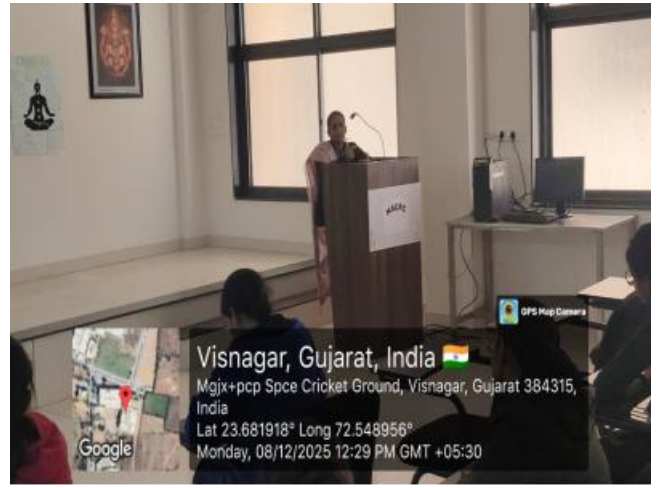 GPS Map Camera
Visnagar, Gujarat, India
Mgjx+pcp Spce Cricket Ground, Visnagar, Gujarat 384315,
India
Lat 23.681918° Long 72.548956°
Monday, 08/12/2025 12:29 PM GMT +05:30
Google